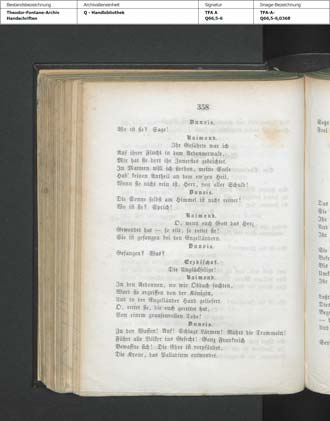 Bestandsbezeichnung
Theodor-Fontane-Archiv
Handschriften
Archivalieneinheit
Q - Handbibliothek
Signatur
TFA A
Q66,5-6
Image-Bezeichnung
TFA-A-
Q66,5-6,0368
358
Dunois.
Wo ist sie? Sage!
Raimond.
Ihr Gefährte war ich
Auf ihrer Flucht in dem Ardennerwald,
Mir hat sie dort ihr Innerstes gebeichtet.
In Martern will ich sterben, meine Seele
Hab' keinen Antheil an dem ew'gen Heil,
Wenn sie nicht rein ist, Herr, von aller Schuld!
Dunois.
Die Sonne selbst am Himmel ist nicht reiner!
Wo ist sie? Sprich!
Raimond.
O, wenn euch Gott das Herz
Gewendet hat — so eilt, so rettet sie!
Sie ist gefangen bei den Engelländern.
Dunois.
Gefangen? Was?
Erzbischof.
Die Unglückselige!
Raimond.
In den Ardennen, wo wir Obdach suchten,
Ward sie ergriffen von der Königin,
Und in der Engelländer Hand geliefert.
O, rettet sie, die euch gerettet hat,
Von einem grausenvollen Tode!
Dunois.
Zu den Waffen! Auf! Schlagt Lärmen! Rührt die Trommeln!
Führt alle Völker ins Gefecht! Ganz Frankreich
Bewaffne sich! Die Ehre ist verpfändet,
Die Krone, das Palladium entwendet.